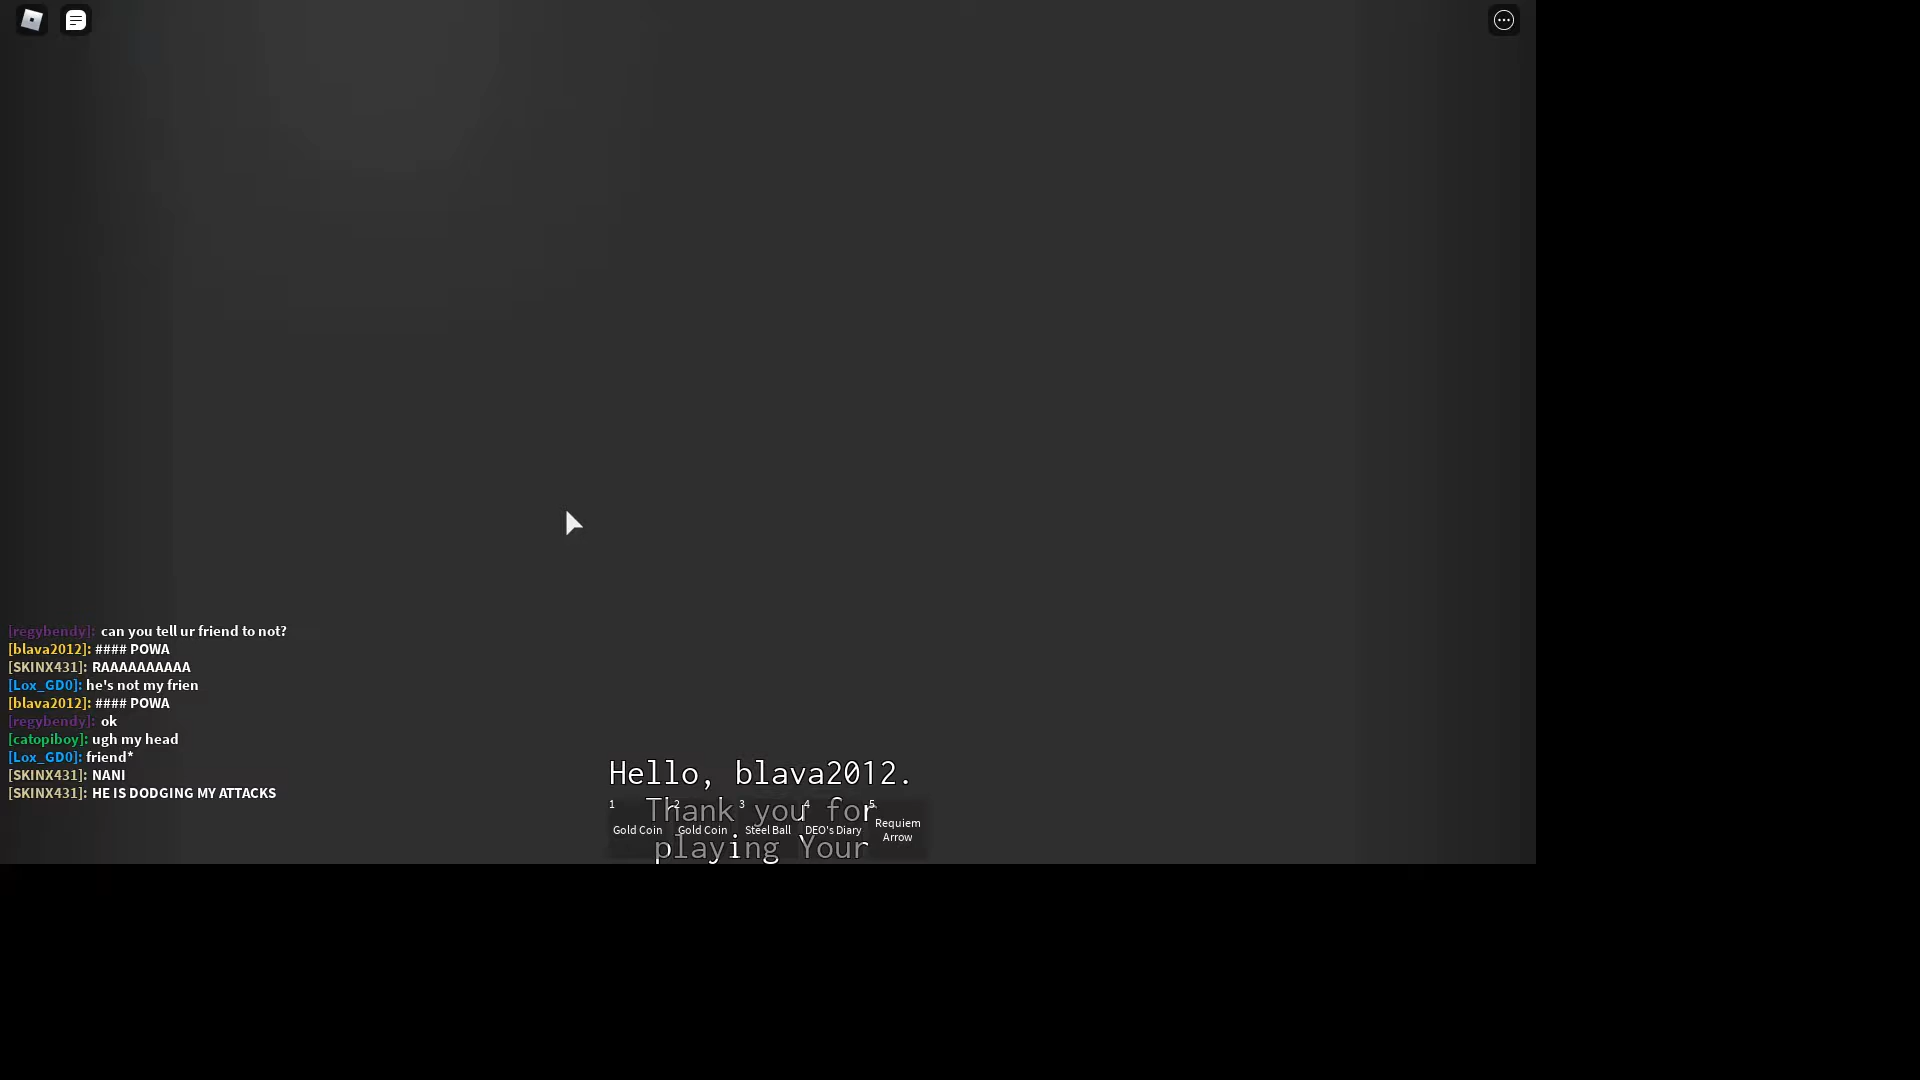 [regybendy]: can you tell ur friend to not?
[blava2012]: #### POWA
[SKINX431]: RAAAAAAAAAA
[Lox_GD0]: he's not my frien
[blava2012]: #### POWA
[regybendy]: ok
[catopiboy]: ugh my head
[Lox_GD0]: friend*
[SKINX431]: NANI
[SKINX431]: HE IS DODGING MY ATTACKS
Hello, blava2012.
Thank you for
playing Your
1 Gold Coin
2 Gold Coin
3 Steel Ball
4 DEO's Diary
5 Requiem
Arrow